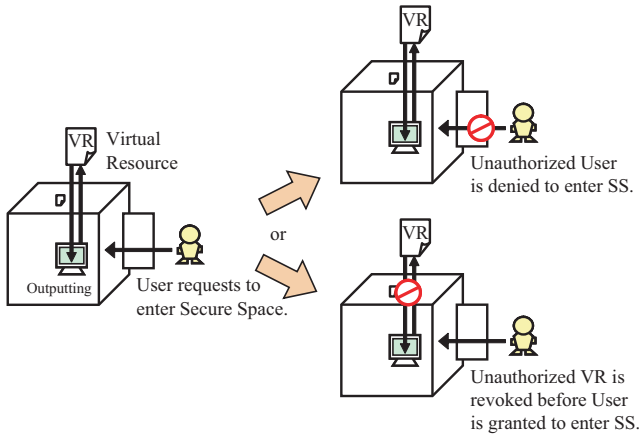 VR
Virtual
Resource
Outputting
User requests to
enter Secure Space.
or
VR
Unauthorized User
is denied to enter SS.
VR
Unauthorized VR is
revoked before User
is granted to enter SS.